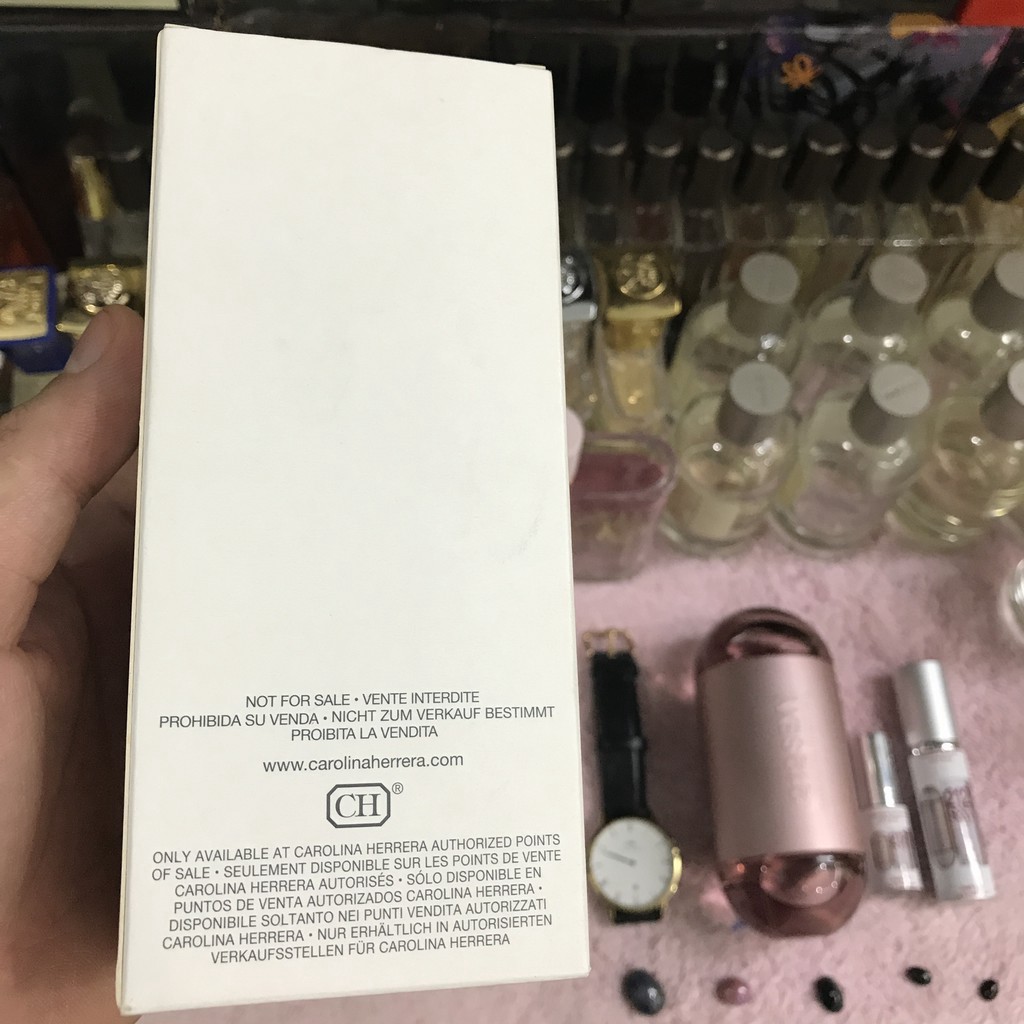 NOT FOR SALE • VENTE INTERDITE
PROHIBIDA SU VENDA • NICHT ZUM VERKAUF BESTIMMT
PROIBITA LA VENDITA
www.carolinaherrera.com
CH®
ONLY AVAILABLE AT CAROLINA HERRERA AUTHORIZED POINTS
OF SALE • SEULEMENT DISPONIBLE SUR LES POINTS DE VENTE
CAROLINA HERRERA AUTORISÉS • SÓLO DISPONIBLE EN
PUNTOS DE VENTA AUTORIZADOS CAROLINA HERRERA •
DISPONIBILE SOLTANTO NEI PUNTI VENDITA AUTORIZZATI
CAROLINA HERRERA • NUR ERHÄLTLICH IN AUTORISIERTEN
VERKAUFSSTELLEN FÜR CAROLINA HERRERA